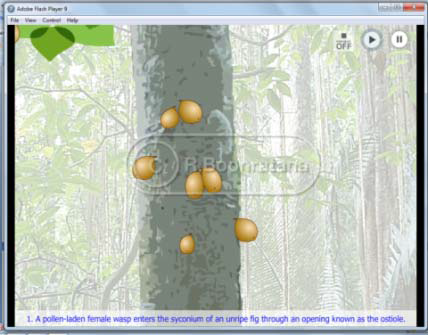 Adobe Flash Player 9
File View Control Help
OFF
© R.Boonratana
1. A pollen-laden female wasp enters the syconium of an unripe fig through an opening known as the ostiole.